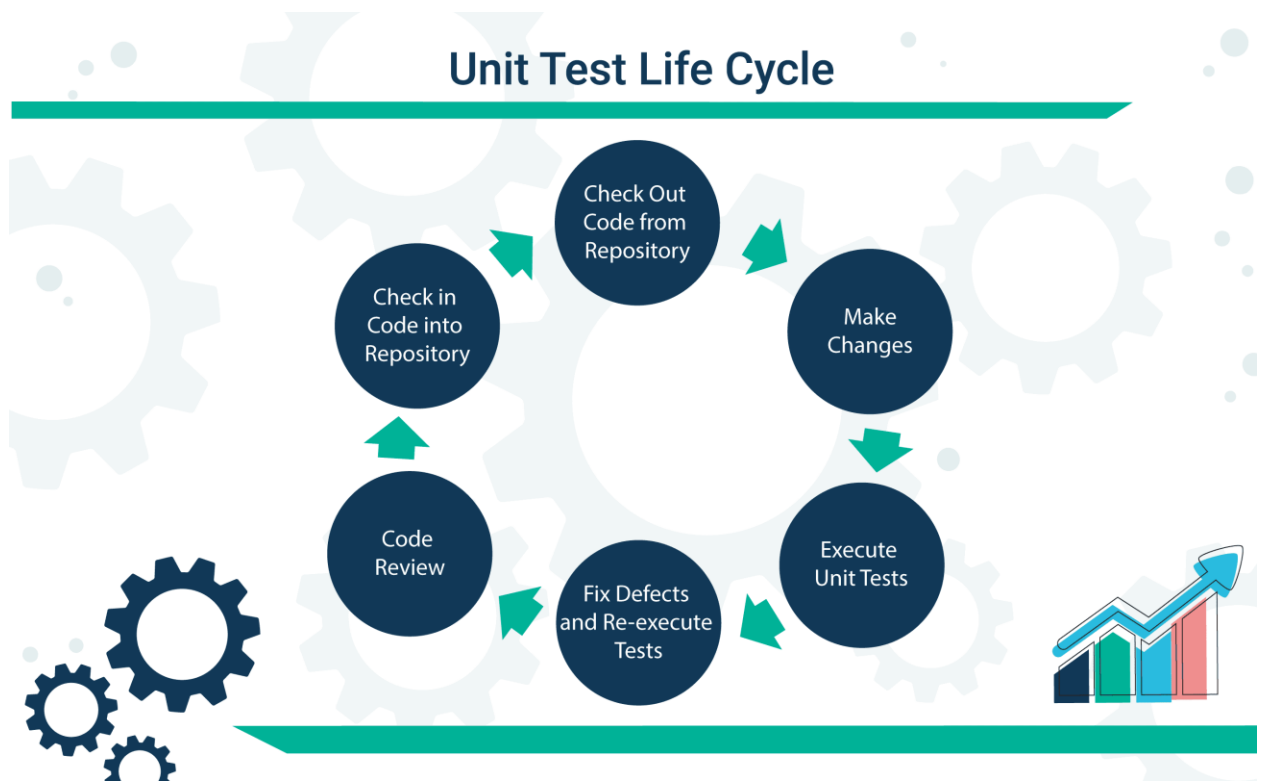 Unit Test Life Cycle
Check Out
Code from
Repository
Make
Changes
Execute
Unit Tests
Fix Defects
and Re-execute
Tests
Code
Review
Check in
Code into
Repository